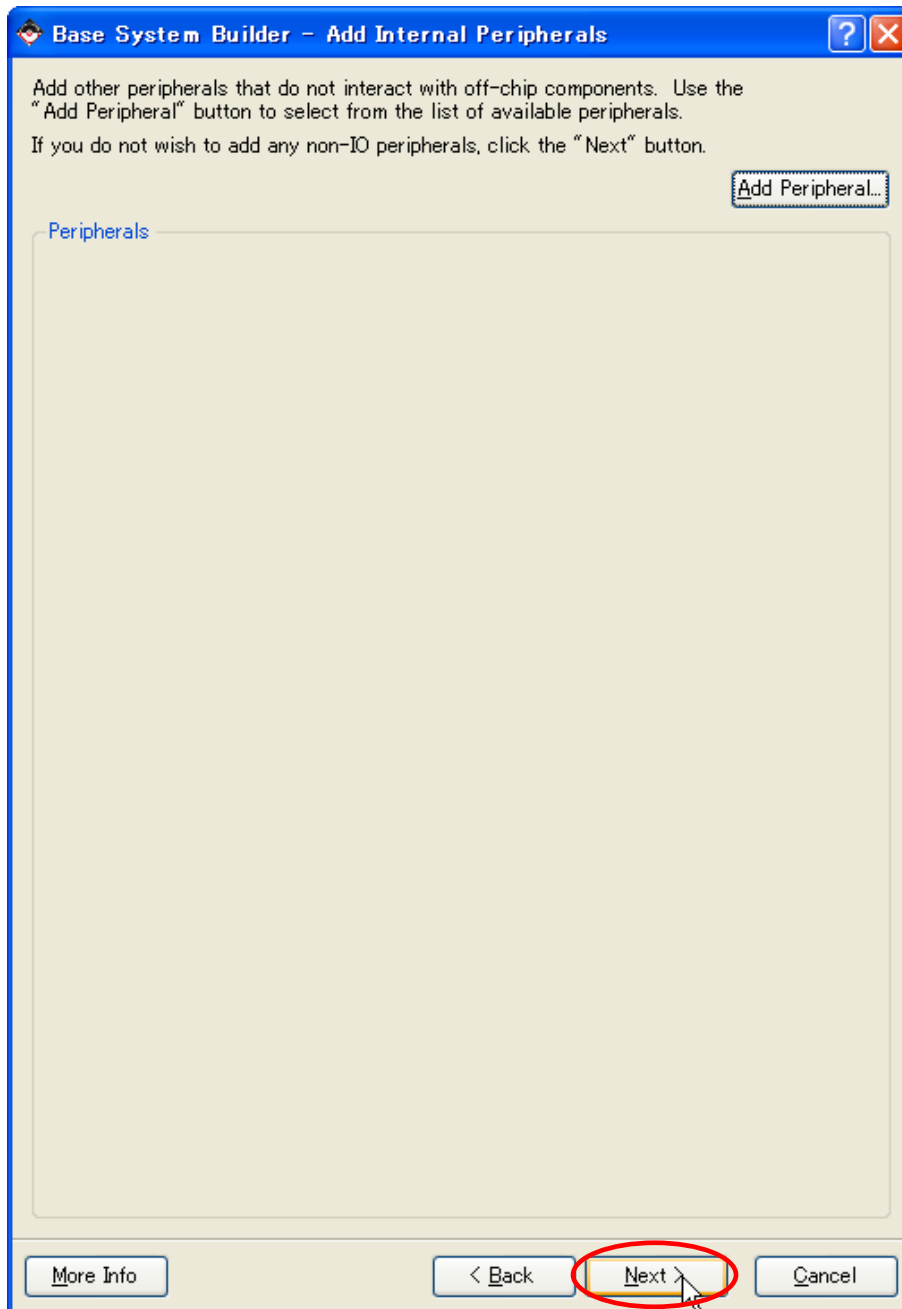 Base System Builder - Add Internal Peripherals
Add other peripherals that do not interact with off-chip components.  Use the
"Add Peripheral" button to select from the list of available peripherals.
If you do not wish to add any non-IO peripherals, click the "Next" button.
Add Peripheral...
Peripherals
More Info
< Back
Next >
Cancel